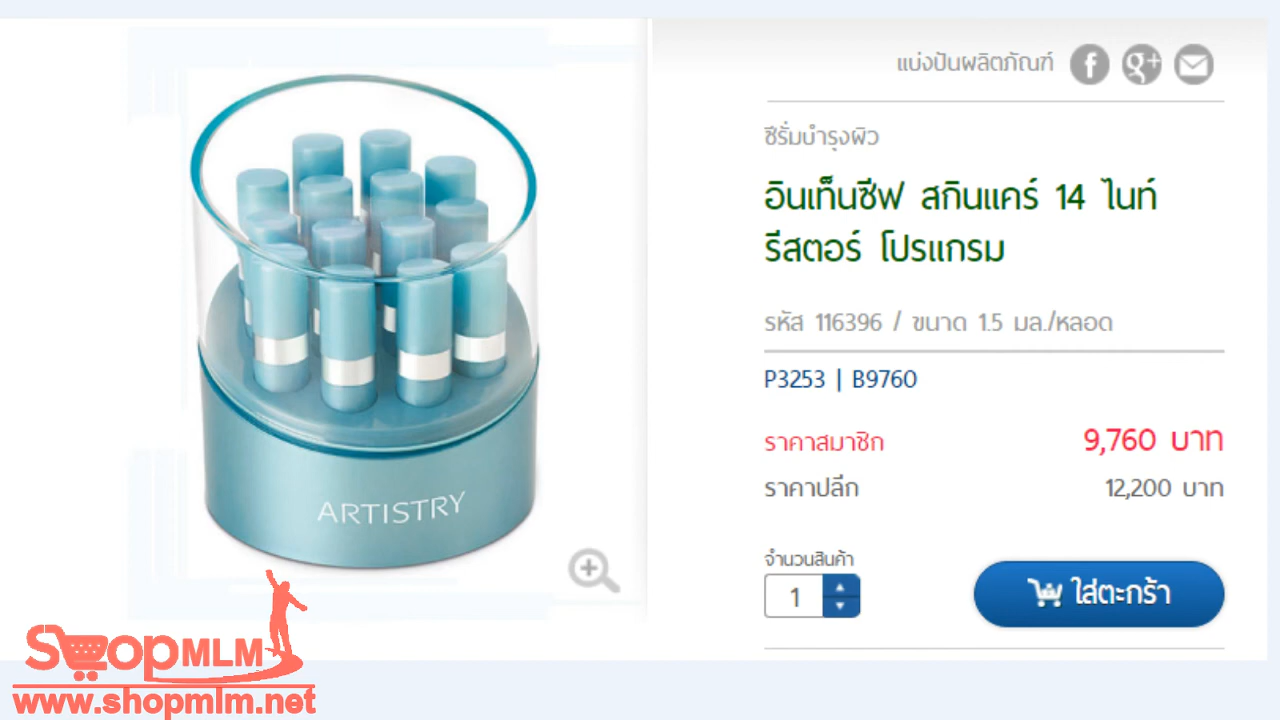 แบ่งปันผลิตภัณฑ์
f
g+
ซีรั่มบำรุงผิว
อินเท็นซีฟ สกินแคร์ 14 ไนท์
รีสตอร์ โปรแกรม
รหัส 116396 / ขนาด 1.5 มล./หลอด
P3253 | B9760
ราคาสมาชิก 9,760 บาท
ราคาปลีก 12,200 บาท
จำนวนสินค้า
1
ใส่ตะกร้า
ARTISTRY
ShopMLM
www.shopmlm.net